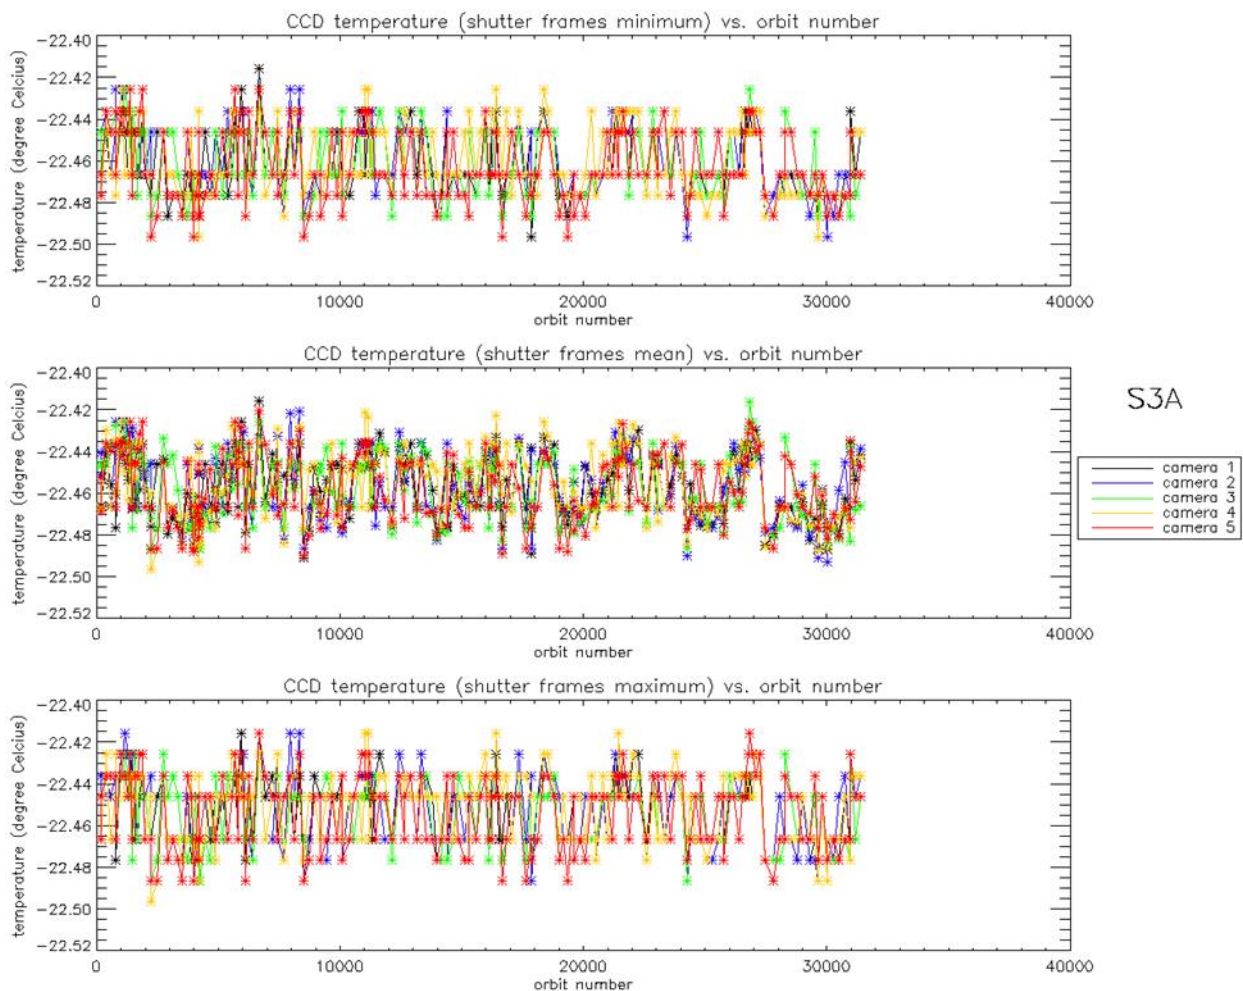 CCD temperature (shutter frames minimum) vs. orbit number
temperature (degree Celcius)
-22.40
-22.42
-22.44
-22.46
-22.48
-22.50
-22.52
0
10000
20000
30000
40000
orbit number
CCD temperature (shutter frames mean) vs. orbit number
temperature (degree Celcius)
-22.40
-22.42
-22.44
-22.46
-22.48
-22.50
-22.52
0
10000
20000
30000
40000
orbit number
S3A
camera 1
camera 2
camera 3
camera 4
camera 5
CCD temperature (shutter frames maximum) vs. orbit number
temperature (degree Celcius)
-22.40
-22.42
-22.44
-22.46
-22.48
-22.50
-22.52
0
10000
20000
30000
40000
orbit number